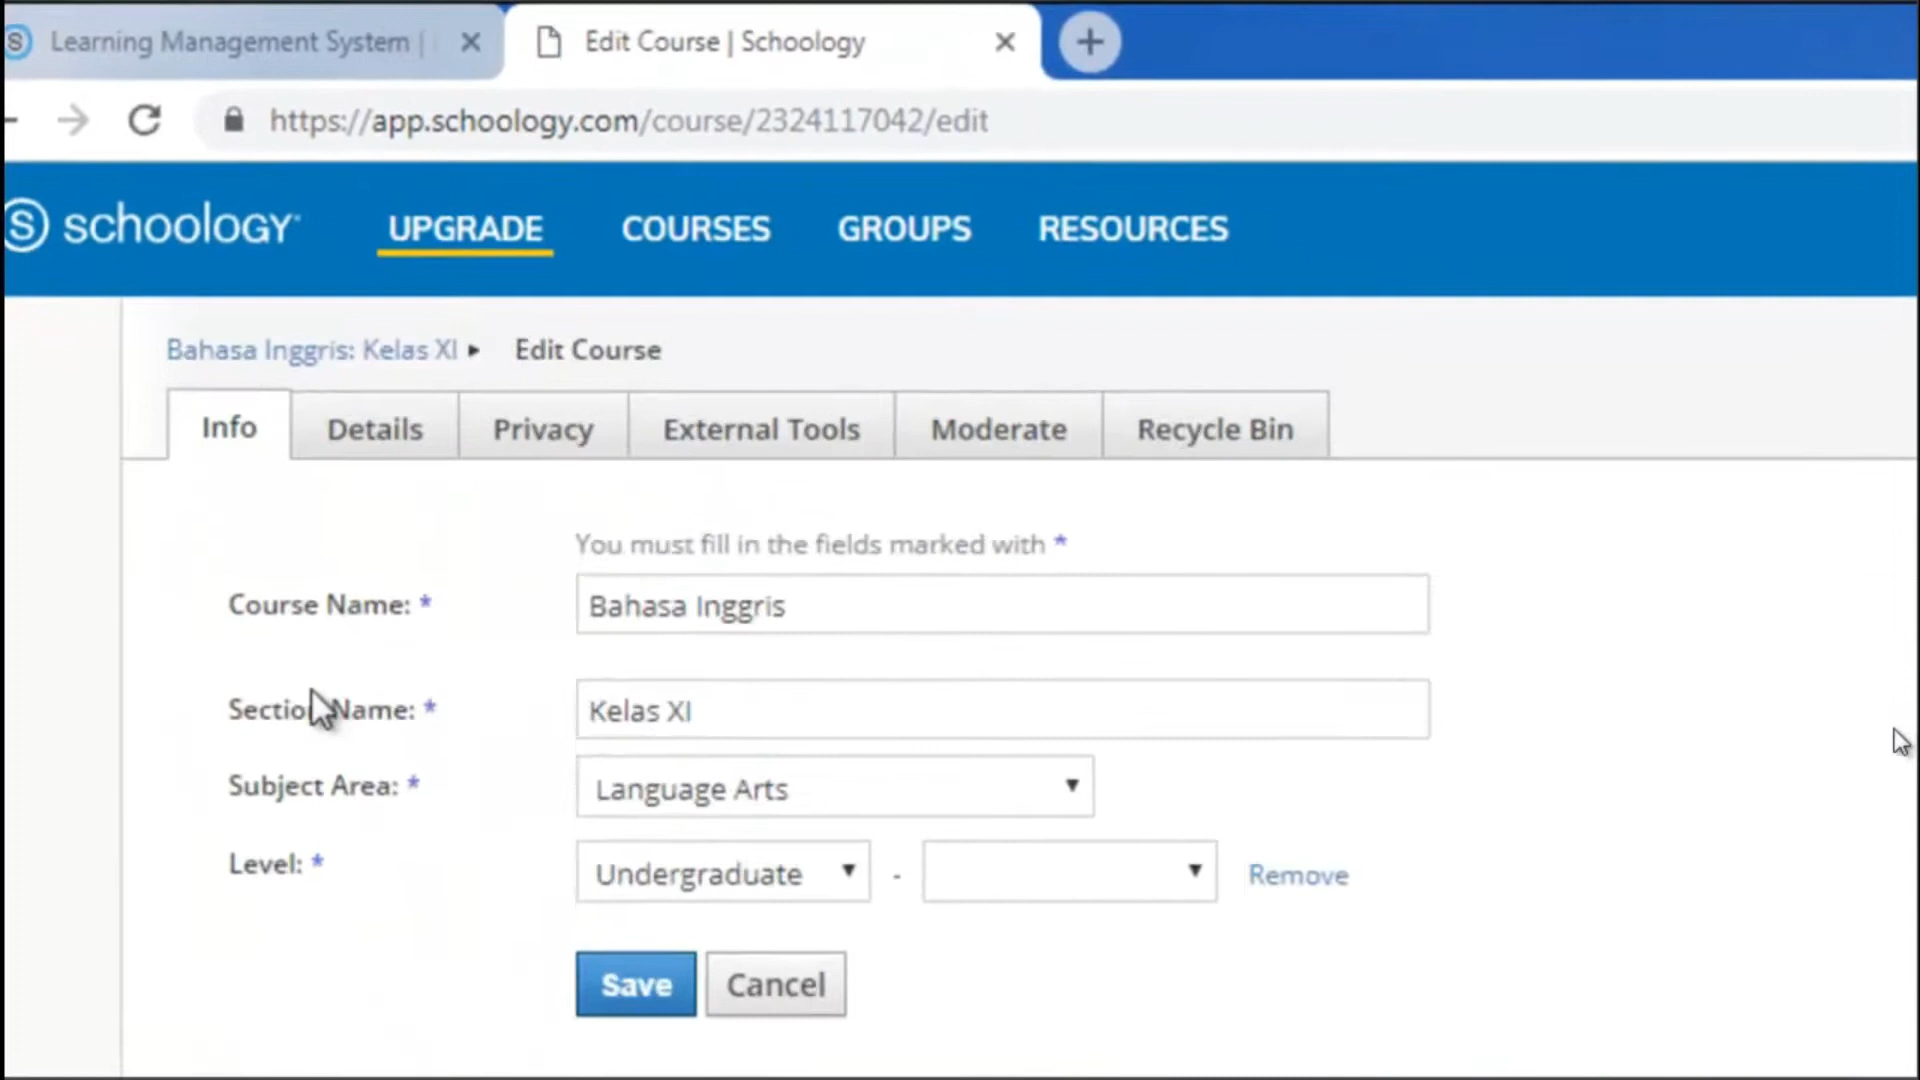 Learning Management System |
Edit Course | Schoology
https://app.schoology.com/course/2324117042/edit
S schoology UPGRADE COURSES GROUPS RESOURCES
Bahasa Inggris: Kelas XI ▸ Edit Course
Info Details Privacy External Tools Moderate Recycle Bin
You must fill in the fields marked with *
Course Name: * Bahasa Inggris
Section Name: * Kelas XI
Subject Area: * Language Arts
Level: * Undergraduate - Remove
Save Cancel